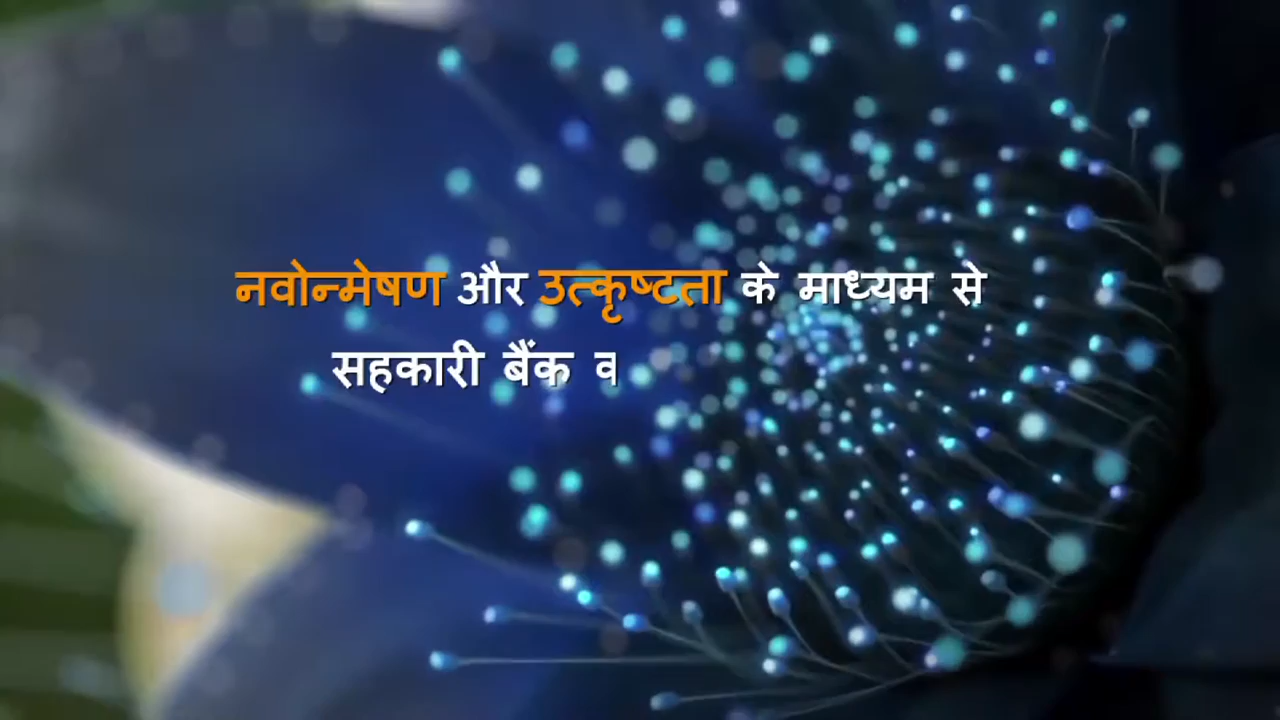 नवोन्मेषण और उत्कृष्टता के माध्यम से
सहकारी बैंक व